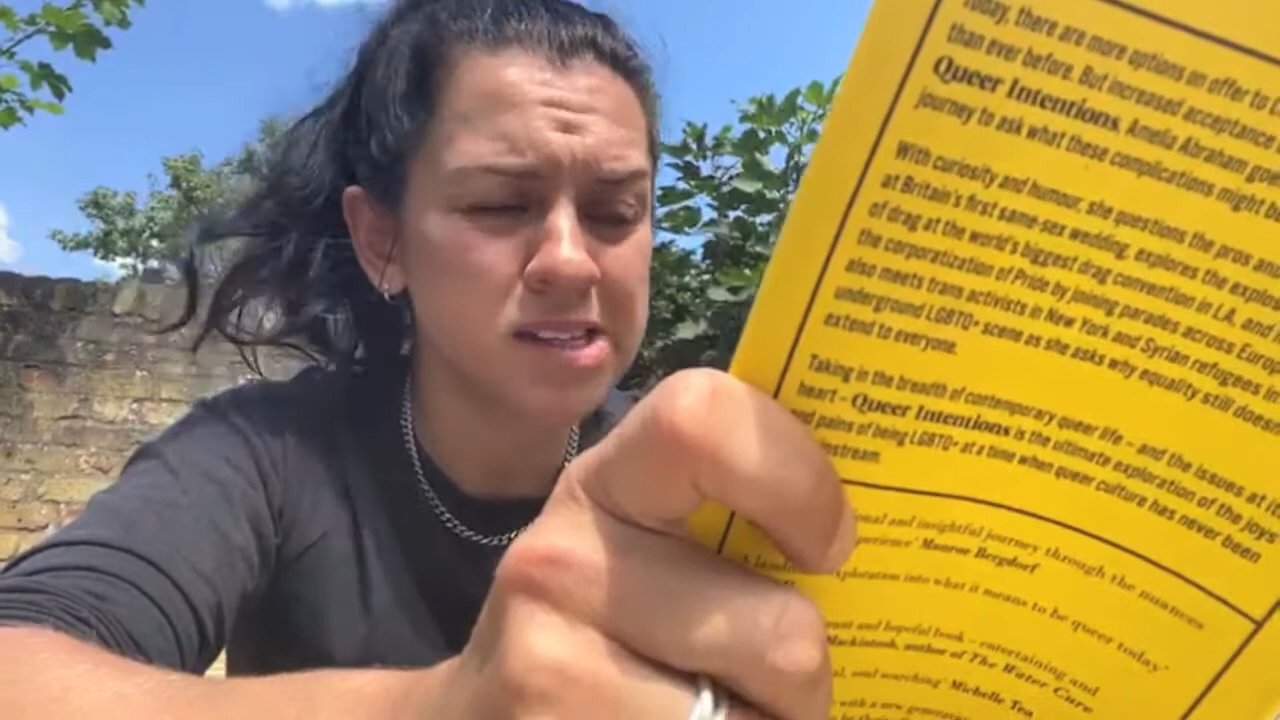 Today, there are more options on offer to
than ever before. But increased acceptance
Queer Intentions, Amelia Abraham goes
journey to ask what these complications might be
With curiosity and humour, she questions the pros and
at Britain's first same-sex wedding, explores the
of drag at the world's biggest drag convention in L.A. and
the corporatization of Pride by joining parades across
also meets trans activists in New York and Syrian refugees in
underground LGBTQ+ scene as she asks why equality still
extend to everyone.
Taking in the breadth of contemporary queer life – and the issues at
heart – Queer Intentions is the ultimate exploration of the joys
and pains of being LGBTQ+ at a time when queer culture has never been
and insightful journey through the nuances
Munroe Bergdorf
exploration into what it means to be queer today'
and hopeful book – entertaining and
Mackintosh, author of The Water Cure
and searching' Michelle Tea
with a new